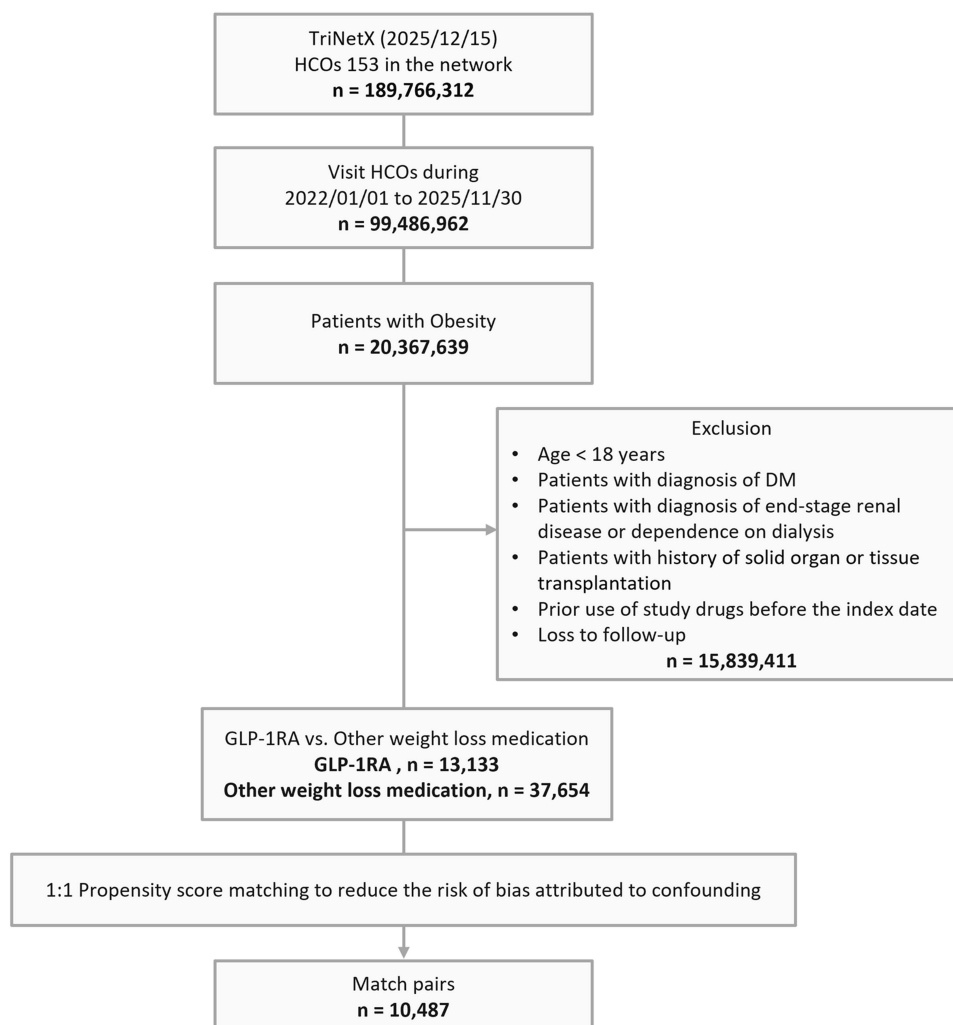 TriNetX (2025/12/15)
HCOs 153 in the network
n = 189,766,312
Visit HCOs during
2022/01/01 to 2025/11/30
n = 99,486,962
Patients with Obesity
n = 20,367,639
Exclusion
• Age < 18 years
• Patients with diagnosis of DM
• Patients with diagnosis of end-stage renal
disease or dependence on dialysis
• Patients with history of solid organ or tissue
transplantation
• Prior use of study drugs before the index date
• Loss to follow-up
n = 15,839,411
GLP-1RA vs. Other weight loss medication
GLP-1RA , n = 13,133
Other weight loss medication, n = 37,654
1:1 Propensity score matching to reduce the risk of bias attributed to confounding
Match pairs
n = 10,487